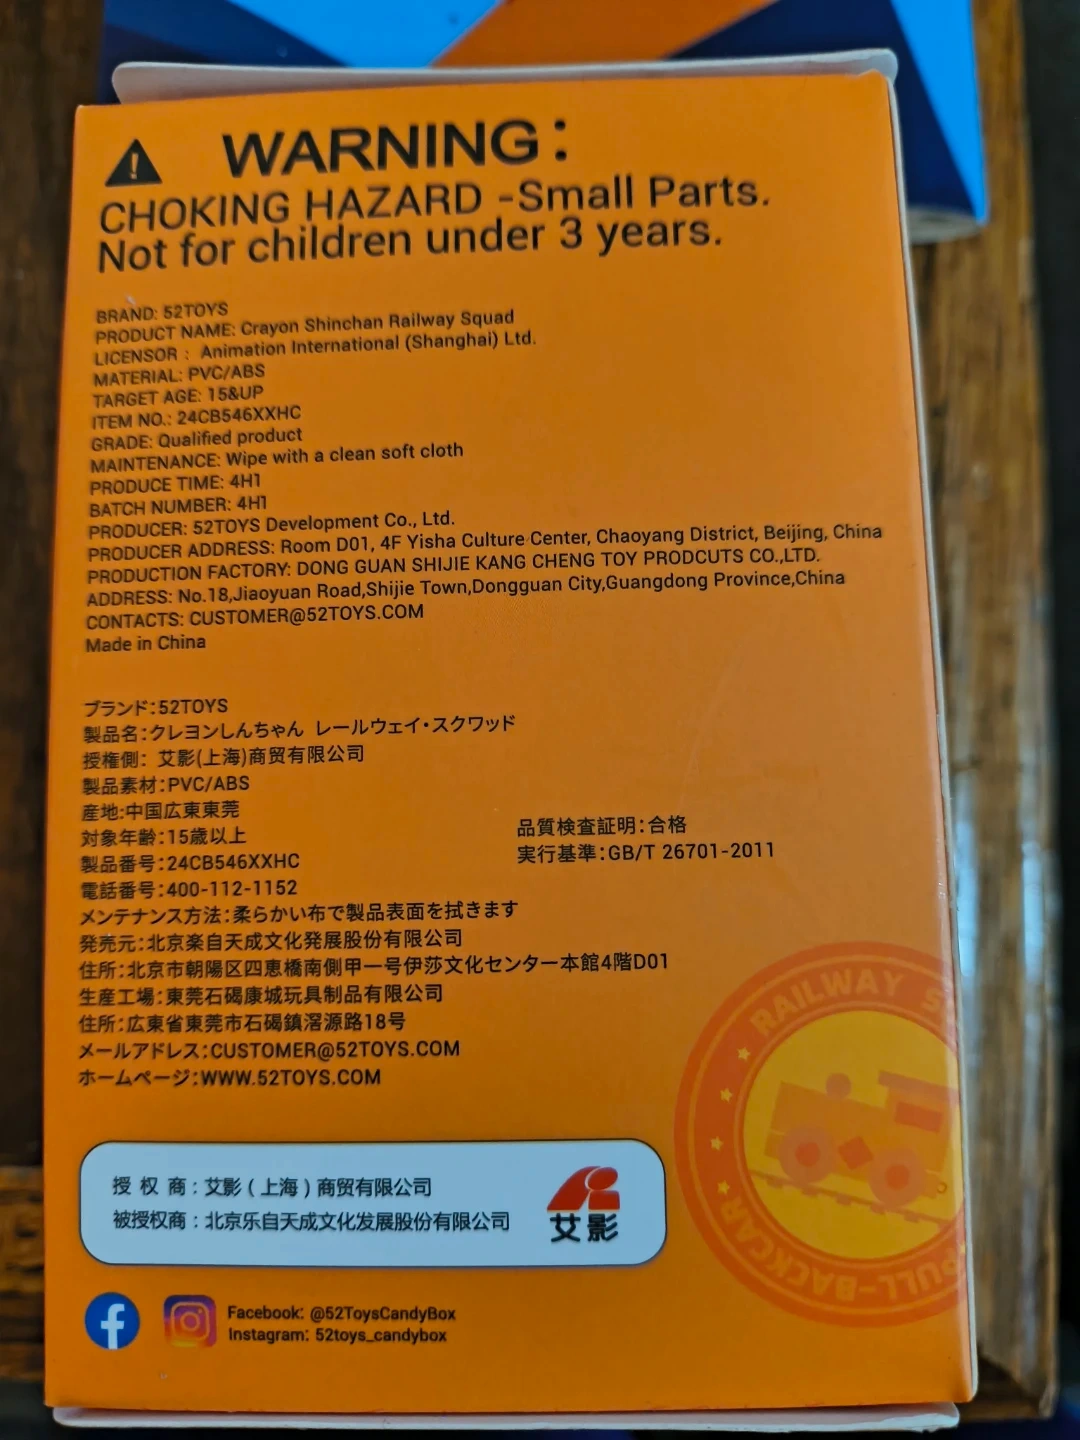 WARNING:
CHOKING HAZARD -Small Parts.
Not for children under 3 years.
BRAND: 52TOYS
PRODUCT NAME: Crayon Shinchan Railway Squad
LICENSOR : Animation International (Shanghai) Ltd.
MATERIAL: PVC/ABS
TARGET AGE: 15&UP
ITEM NO.: 24CB546XXHC
GRADE: Qualified product
MAINTENANCE: Wipe with a clean soft cloth
PRODUCE TIME: 4H1
BATCH NUMBER: 4H1
PRODUCER: 52TOYS Development Co., Ltd.
PRODUCER ADDRESS: Room D01, 4F Yisha Culture Center, Chaoyang District, Beijing, China
PRODUCTION FACTORY: DONG GUAN SHIJIE KANG CHENG TOY PRODCUTS CO.,LTD.
ADDRESS: No.18,Jiaoyuan Road,Shijie Town,Dongguan City,Guangdong Province,China
CONTACTS: CUSTOMER@52TOYS.COM
Made in China
ブランド:52TOYS
製品名:クレヨンしんちゃん レールウェイ・スクワッド
授権側: 艾影(上海)商贸有限公司
製品素材:PVC/ABS
産地:中国広東東莞
対象年齢:15歳以上
製品番号:24CB546XXHC
電話番号:400-112-1152
メンテナンス方法:柔らかい布で製品表面を拭きます
発売元:北京楽自天成文化発展股份有限公司
住所:北京市朝陽区四恵橋南側甲一号伊莎文化センター本館4階D01
生産工場:東莞石碣康城玩具制品有限公司
住所:広東省東莞市石碣鎮滘源路18号
メールアドレス:CUSTOMER@52TOYS.COM
ホームページ:WWW.52TOYS.COM
品質検査証明:合格
実行基準:GB/T 26701-2011
RAILWAY
PULL-BACKCAR
授 权 商 : 艾影 ( 上海 ) 商贸有限公司
被授权商 : 北京乐自天成文化发展股份有限公司
艾影
Facebook: @52ToysCandyBox
Instagram: 52toys_candybox